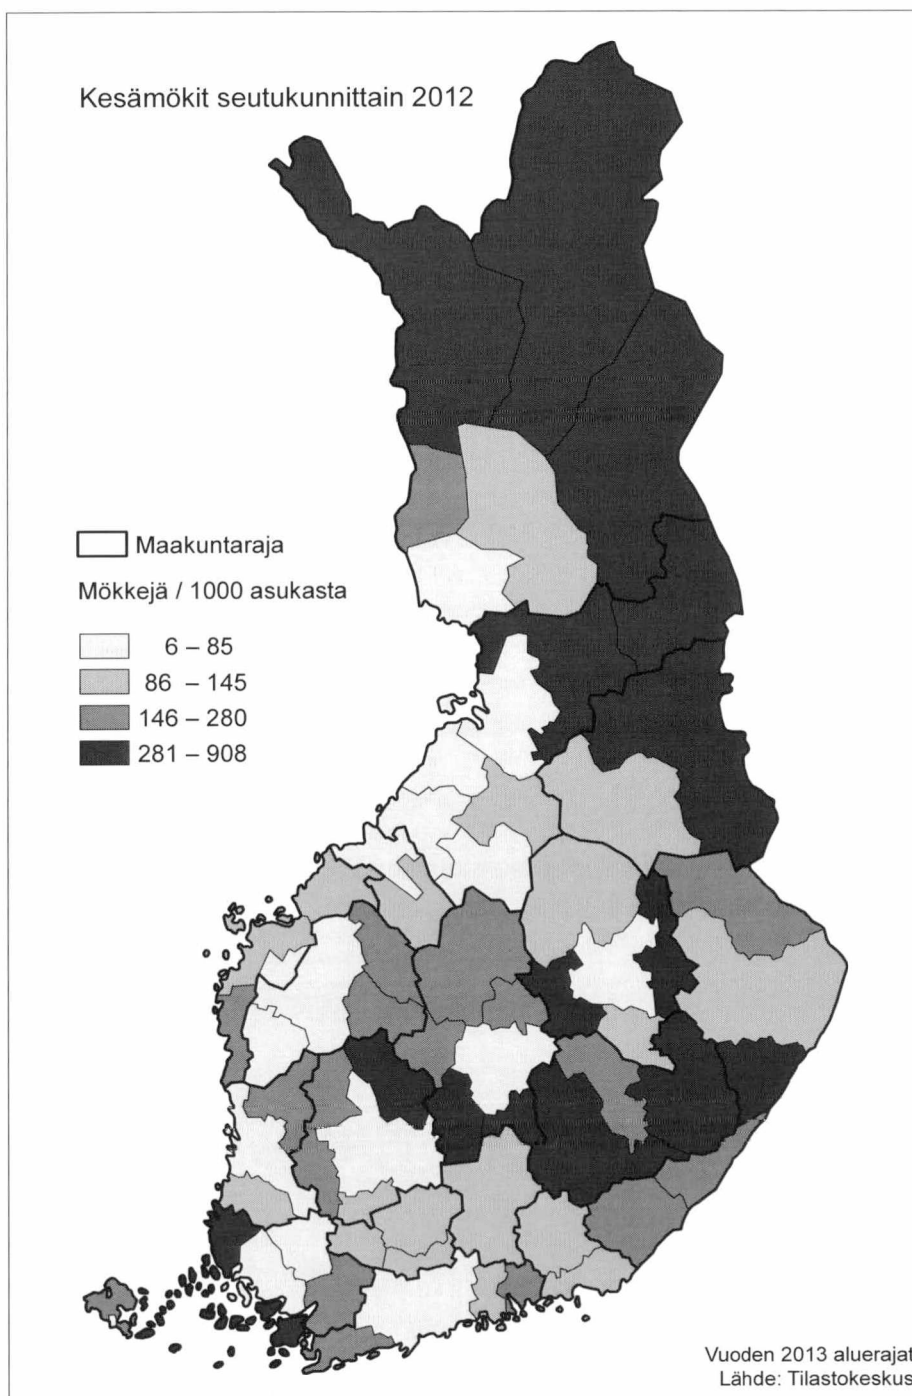 Kesämökit seutukunnittain 2012
Maakuntaraja
Mökkejä / 1000 asukasta
6 – 85
86 – 145
146 – 280
281 – 908
Vuoden 2013 aluerajat
Lähde: Tilastokeskus